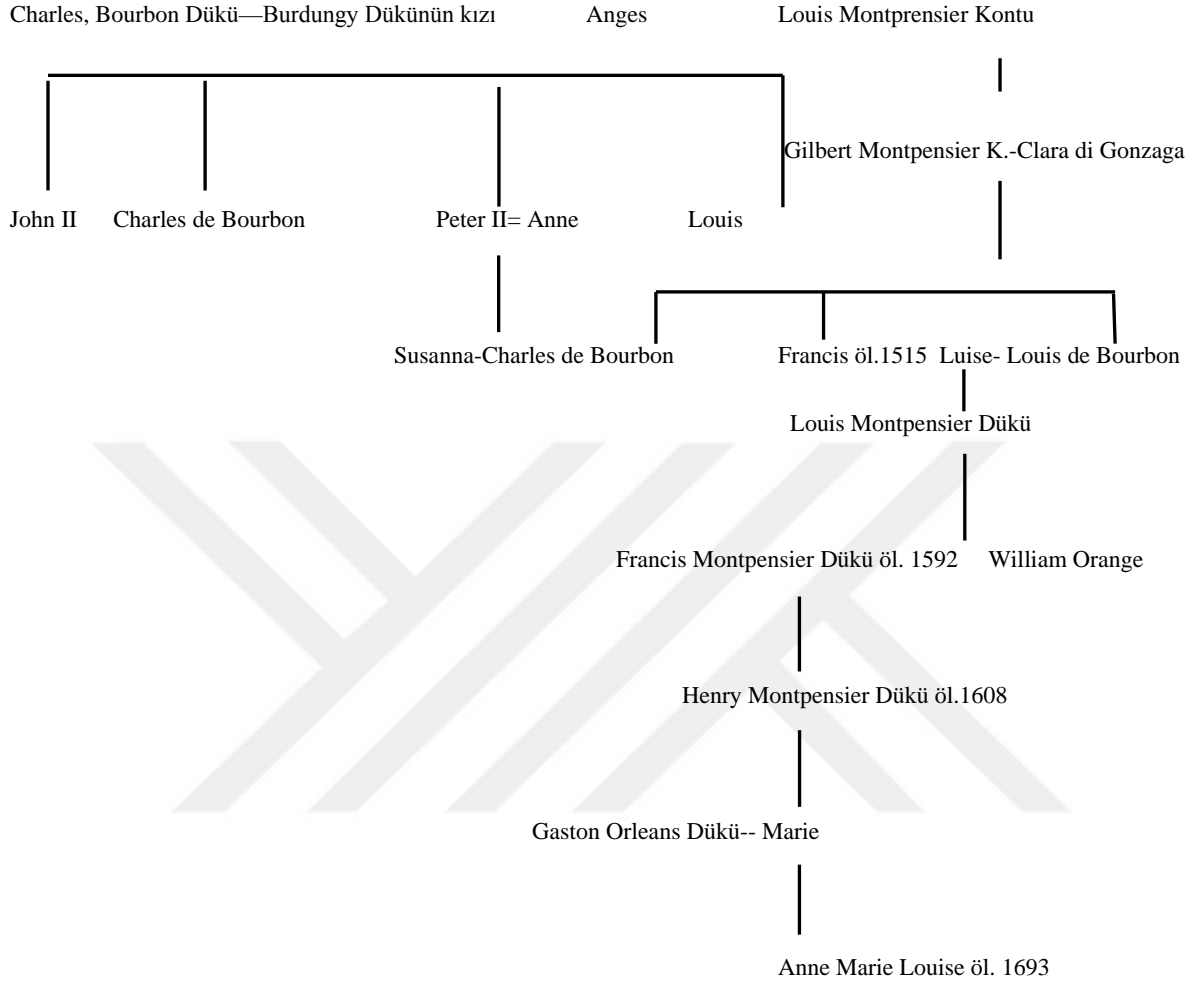 Charles, Bourbon Dükü—Burdungy Dükünün kızı Anges Louis Montprensier Kontu
Gilbert Montpensier K.-Clara di Gonzaga
John II Charles de Bourbon Peter II= Anne Louis
Susanna-Charles de Bourbon Francis öl.1515 Luise- Louis de Bourbon
Louis Montpensier Dükü
Francis Montpensier Dükü öl. 1592 William Orange
Henry Montpensier Dükü öl.1608
Gaston Orleans Dükü-- Marie
Anne Marie Louise öl. 1693